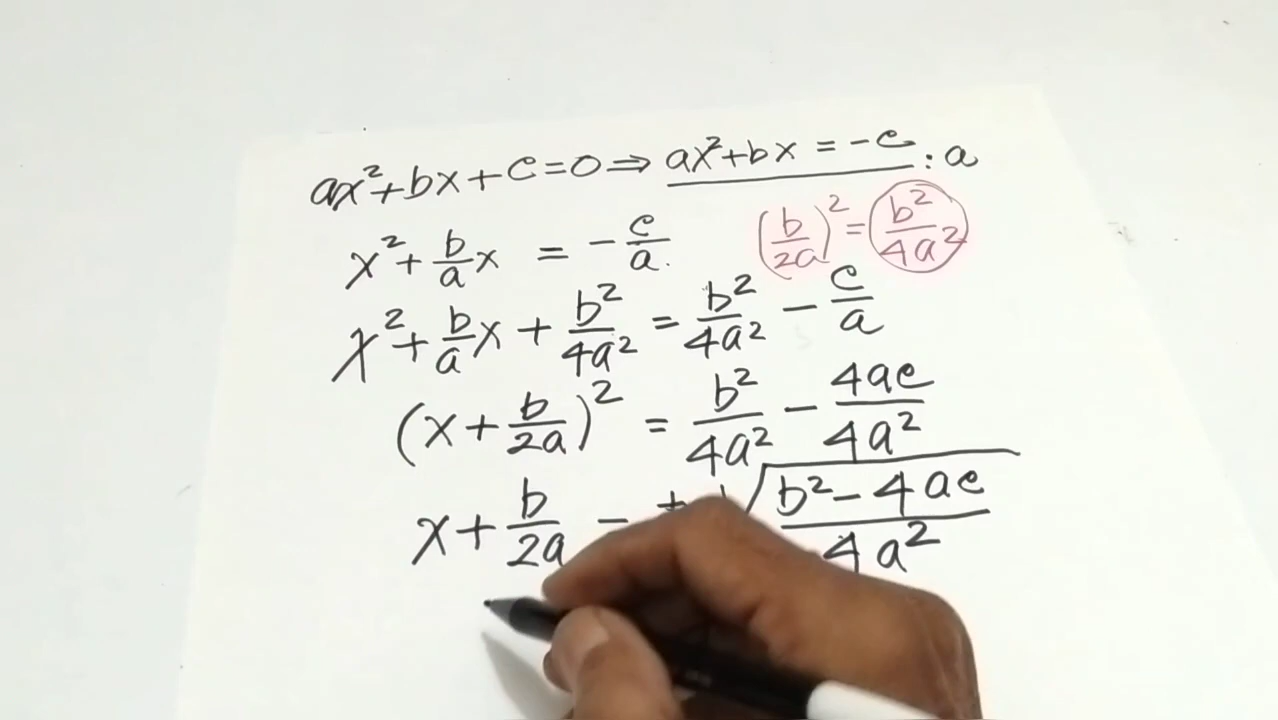 ax²+bx+c=0⇒ ax²+bx = -c : a
x²+b/a x = -c/a. (b/2a)²=b²/4a²
x²+b/a x + b²/4a² = b²/4a² - c/a
(x+b/2a)² = b²/4a² - 4ac/4a²
x+b/2a = ±√(b²-4ac)/4a²